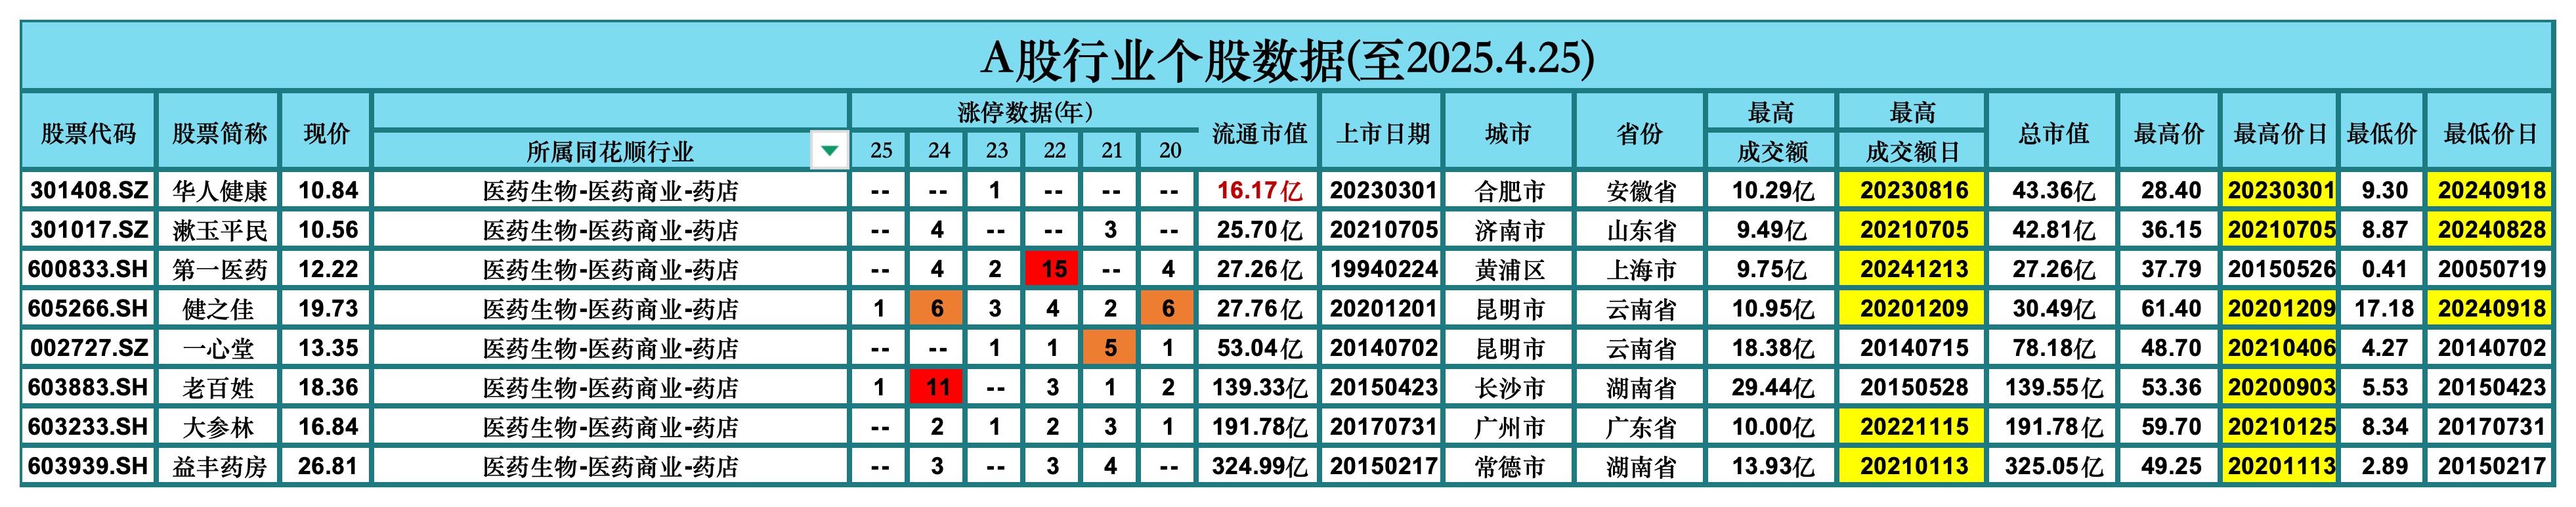 A股行业个股数据(至2025.4.25)
股票代码 股票简称 现价 所属同花顺行业 涨停数据(年) 25 24 23 22 21 20 流通市值 上市日期 城市 省份 最高成交额 最高成交额日 总市值 最高价 最高价日 最低价 最低价日
301408.SZ 华人健康 10.84 医药生物-医药商业-药店 -- -- 1 -- -- -- 16.17亿 20230301 合肥市 安徽省 10.29亿 20230816 43.36亿 28.40 20230301 9.30 20240918
301017.SZ 漱玉平民 10.56 医药生物-医药商业-药店 -- 4 -- -- 3 -- 25.70亿 20210705 济南市 山东省 9.49亿 20210705 42.81亿 36.15 20210705 8.87 20240828
600833.SH 第一医药 12.22 医药生物-医药商业-药店 -- 4 2 15 -- 4 27.26亿 19940224 黄浦区 上海市 9.75亿 20241213 27.26亿 37.79 20150526 0.41 20050719
605266.SH 健之佳 19.73 医药生物-医药商业-药店 1 6 3 4 2 6 27.76亿 20201201 昆明市 云南省 10.95亿 20201209 30.49亿 61.40 20201209 17.18 20240918
002727.SZ 一心堂 13.35 医药生物-医药商业-药店 -- -- 1 1 5 1 53.04亿 20140702 昆明市 云南省 18.38亿 20140715 78.18亿 48.70 20210406 4.27 20140702
603883.SH 老百姓 18.36 医药生物-医药商业-药店 1 11 -- 3 1 2 139.33亿 20150423 长沙市 湖南省 29.44亿 20150528 139.55亿 53.36 20200903 5.53 20150423
603233.SH 大参林 16.84 医药生物-医药商业-药店 -- 2 1 2 3 1 191.78亿 20170731 广州市 广东省 10.00亿 20221115 191.78亿 59.70 20210125 8.34 20170731
603939.SH 益丰药房 26.81 医药生物-医药商业-药店 -- 3 -- 3 4 -- 324.99亿 20150217 常德市 湖南省 13.93亿 20210113 325.05亿 49.25 20201113 2.89 20150217